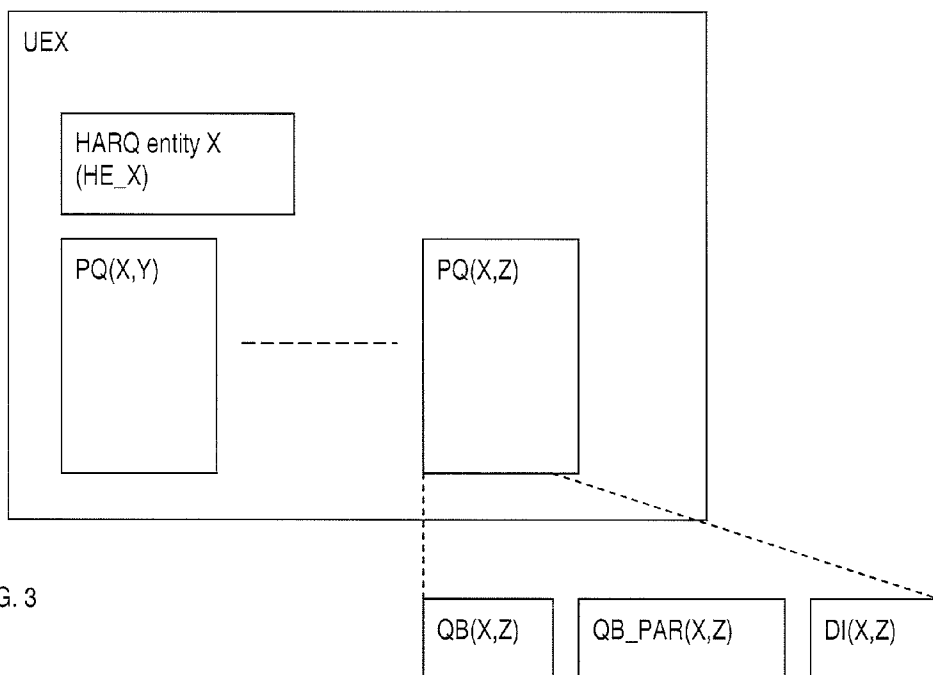 UEX
HARQ entity X
(HE_X)
PQ(X,Y)
PQ(X,Z)
G. 3
QB(X,Z)
QB_PAR(X,Z)
DI(X,Z)